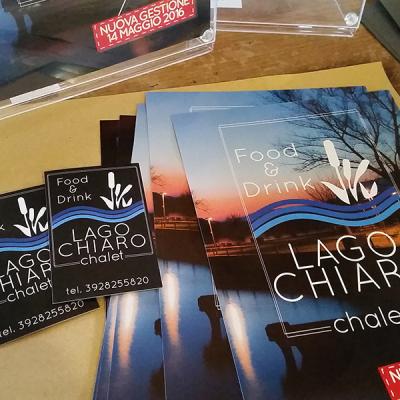 NUOVA GESTIONE
14 MAGGIO 2016
Food
&
Drink
LAGO
CHIARO
chalet
tel. 3928255820
Drink
LAGO
CHIARO
chalet
tel. 3928255820
Food
&
Drink
LAGO
CHIARO
chalet